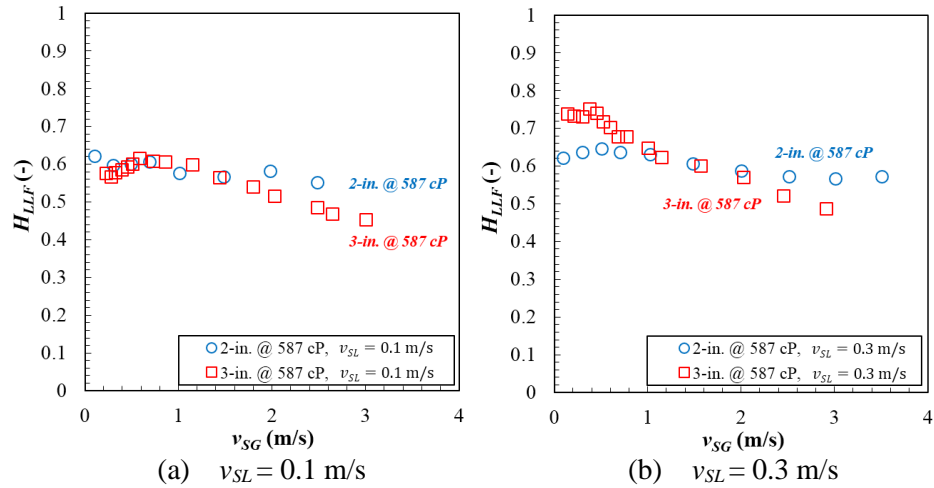 1
0.9
0.8
0.7
0.6
0.5
0.4
0.3
0.2
0.1
0
H_LLF (-)
2-in. @ 587 cP
3-in. @ 587 cP
2-in. @ 587 cP, v_SL = 0.1 m/s
3-in. @ 587 cP, v_SL = 0.1 m/s
0 1 2 3 4
v_SG (m/s)
(a) v_SL = 0.1 m/s
1
0.9
0.8
0.7
0.6
0.5
0.4
0.3
0.2
0.1
0
H_LLF (-)
2-in. @ 587 cP
3-in. @ 587 cP
2-in. @ 587 cP, v_SL = 0.3 m/s
3-in. @ 587 cP, v_SL = 0.3 m/s
0 1 2 3 4
v_SG (m/s)
(b) v_SL = 0.3 m/s